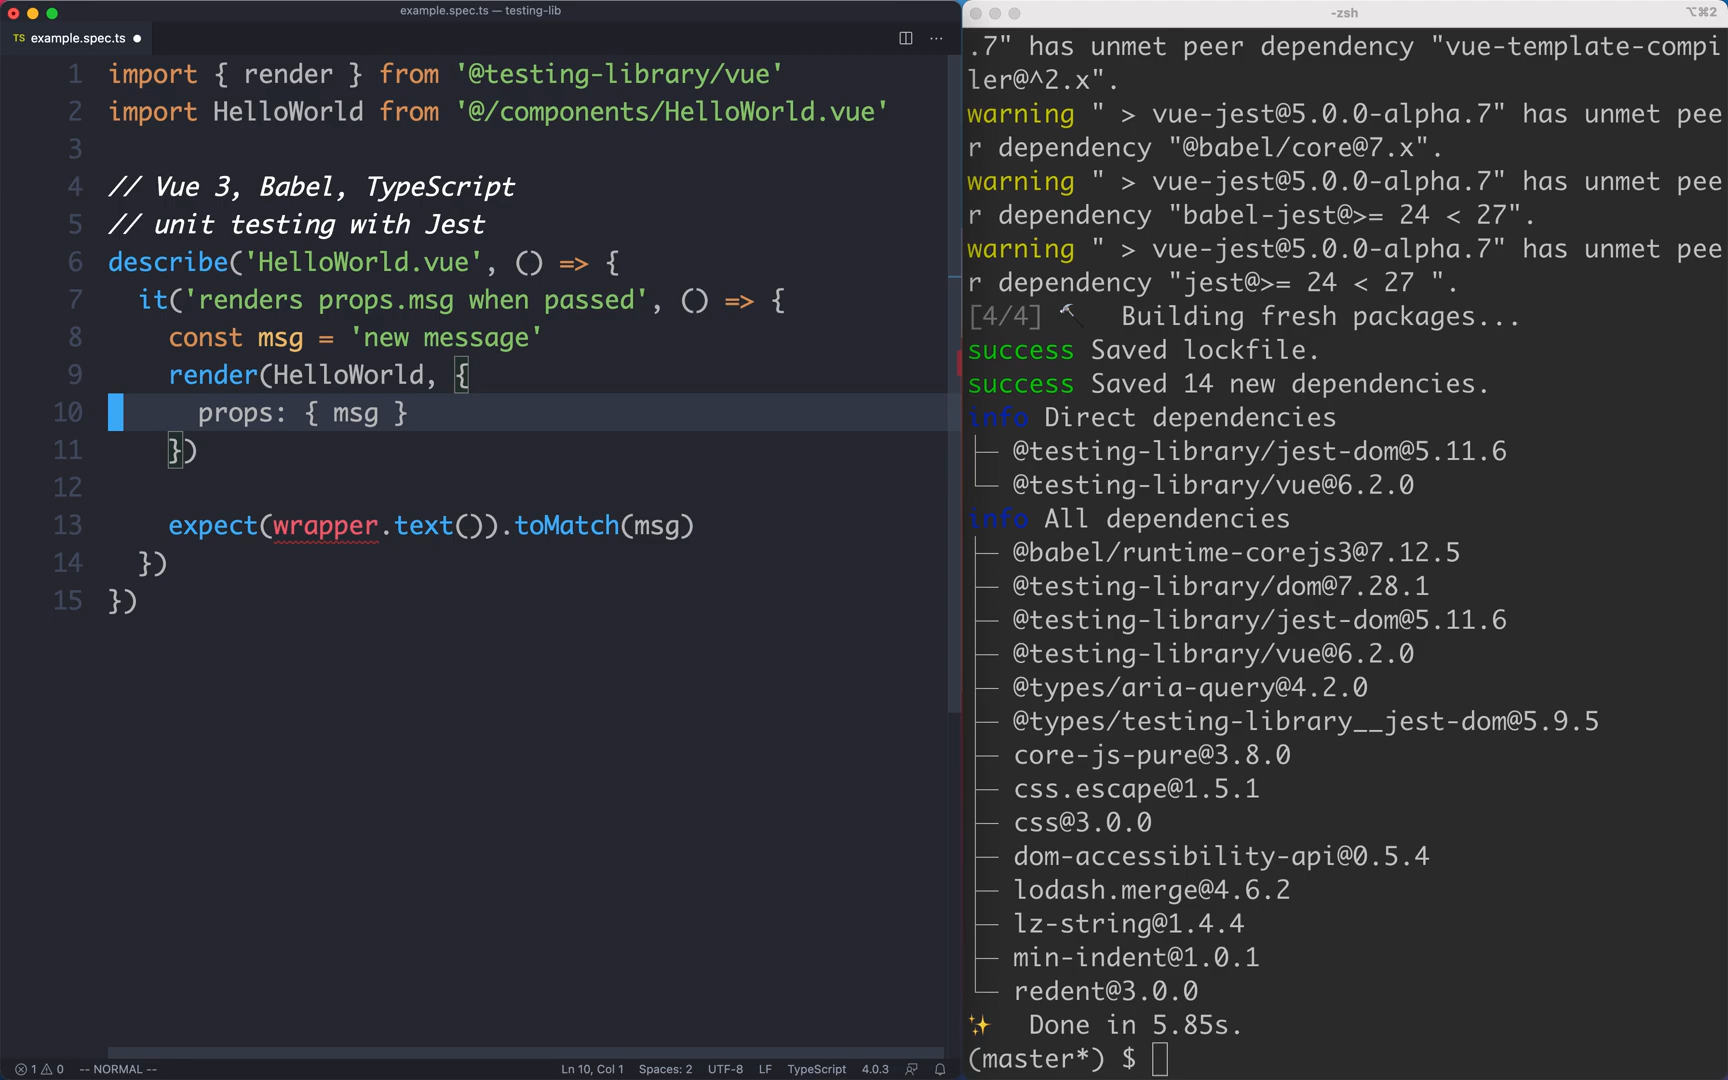 example.spec.ts — testing-lib
TS example.spec.ts
1 import { render } from '@testing-library/vue'
2 import HelloWorld from '@/components/HelloWorld.vue'
3
4 // Vue 3, Babel, TypeScript
5 // unit testing with Jest
6 describe('HelloWorld.vue', () => {
7 it('renders props.msg when passed', () => {
8 const msg = 'new message'
9 render(HelloWorld, {
10 props: { msg }
11 })
12
13 expect(wrapper.text()).toMatch(msg)
14 })
15 })
1 0 -- NORMAL --
Ln 10, Col 1 Spaces: 2 UTF-8 LF TypeScript 4.0.3
-zsh
⌥⌘2
.7" has unmet peer dependency "vue-template-compi
ler@^2.x".
warning " > vue-jest@5.0.0-alpha.7" has unmet pee
r dependency "@babel/core@7.x".
warning " > vue-jest@5.0.0-alpha.7" has unmet pee
r dependency "babel-jest@>= 24 < 27".
warning " > vue-jest@5.0.0-alpha.7" has unmet pee
r dependency "jest@>= 24 < 27 ".
[4/4] 🔨 Building fresh packages...
success Saved lockfile.
success Saved 14 new dependencies.
info Direct dependencies
├─ @testing-library/jest-dom@5.11.6
└─ @testing-library/vue@6.2.0
info All dependencies
├─ @babel/runtime-corejs3@7.12.5
├─ @testing-library/dom@7.28.1
├─ @testing-library/jest-dom@5.11.6
├─ @testing-library/vue@6.2.0
├─ @types/aria-query@4.2.0
├─ @types/testing-library__jest-dom@5.9.5
├─ core-js-pure@3.8.0
├─ css.escape@1.5.1
├─ css@3.0.0
├─ dom-accessibility-api@0.5.4
├─ lodash.merge@4.6.2
├─ lz-string@1.4.4
├─ min-indent@1.0.1
└─ redent@3.0.0
✨ Done in 5.85s.
(master*) $